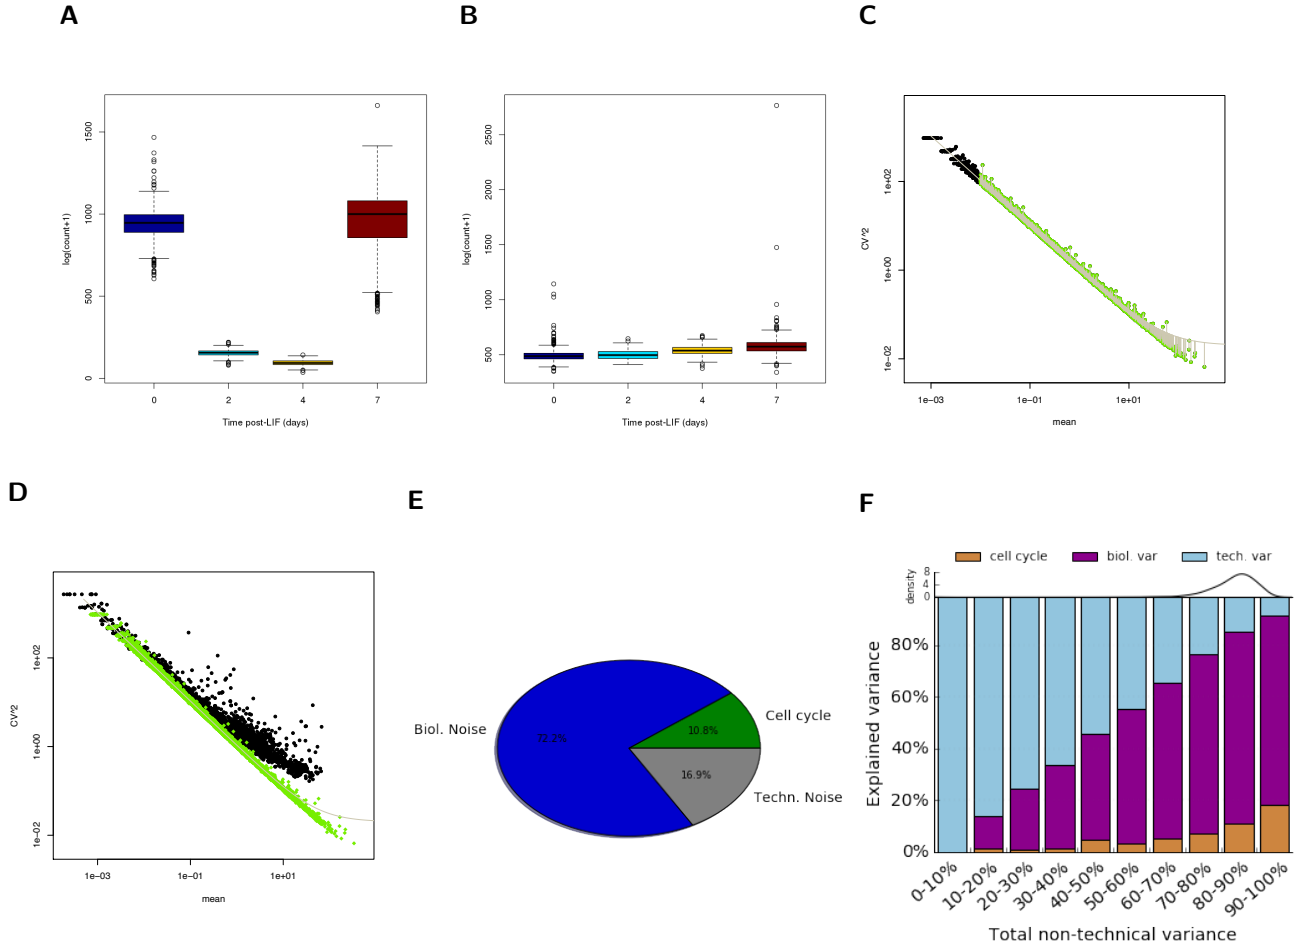 A
B
C
log(count+1)
1500
1000
500
0
0
2
4
7
Time post-LIF (days)
log(count+1)
2500
2000
1500
1000
500
0
2
4
7
Time post-LIF (days)
CV^2
1e+02
1e+00
1e-02
1e-03
1e-01
1e+01
mean
D
E
F
CV^2
1e+02
1e+00
1e-02
1e-03
1e-01
1e+01
mean
Biol. Noise
Cell cycle
10.8%
16.9%
Techn. Noise
cell cycle
biol. var
tech. var
density
8
4
0
Explained variance
80%
60%
40%
20%
0%
0-10%
10-20%
20-30%
30-40%
40-50%
50-60%
60-70%
70-80%
80-90%
90-100%
Total non-technical variance